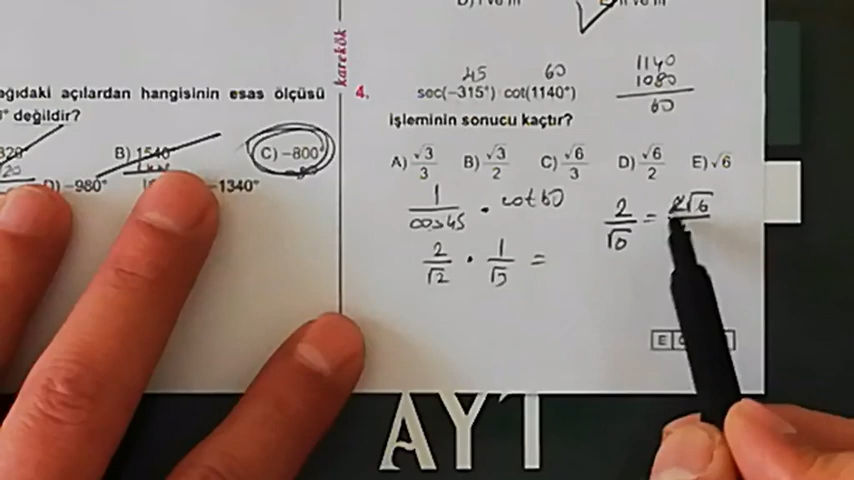 karekök
ağıdaki açılardan hangisinin esas ölçüsü
° değildir?
B) 1540
C) -800°
D) -980°
-1340°
4.
45 60
sec(-315°) cot(1140°)
1140
1080
60
işleminin sonucu kaçtır?
A) √3/3 B) √3/2 C) √6/3 D) √6/2 E) √6
1/cos45 · cot60
2/√2 · 1/√3 =
2/√6 = 2√6
E
AYT